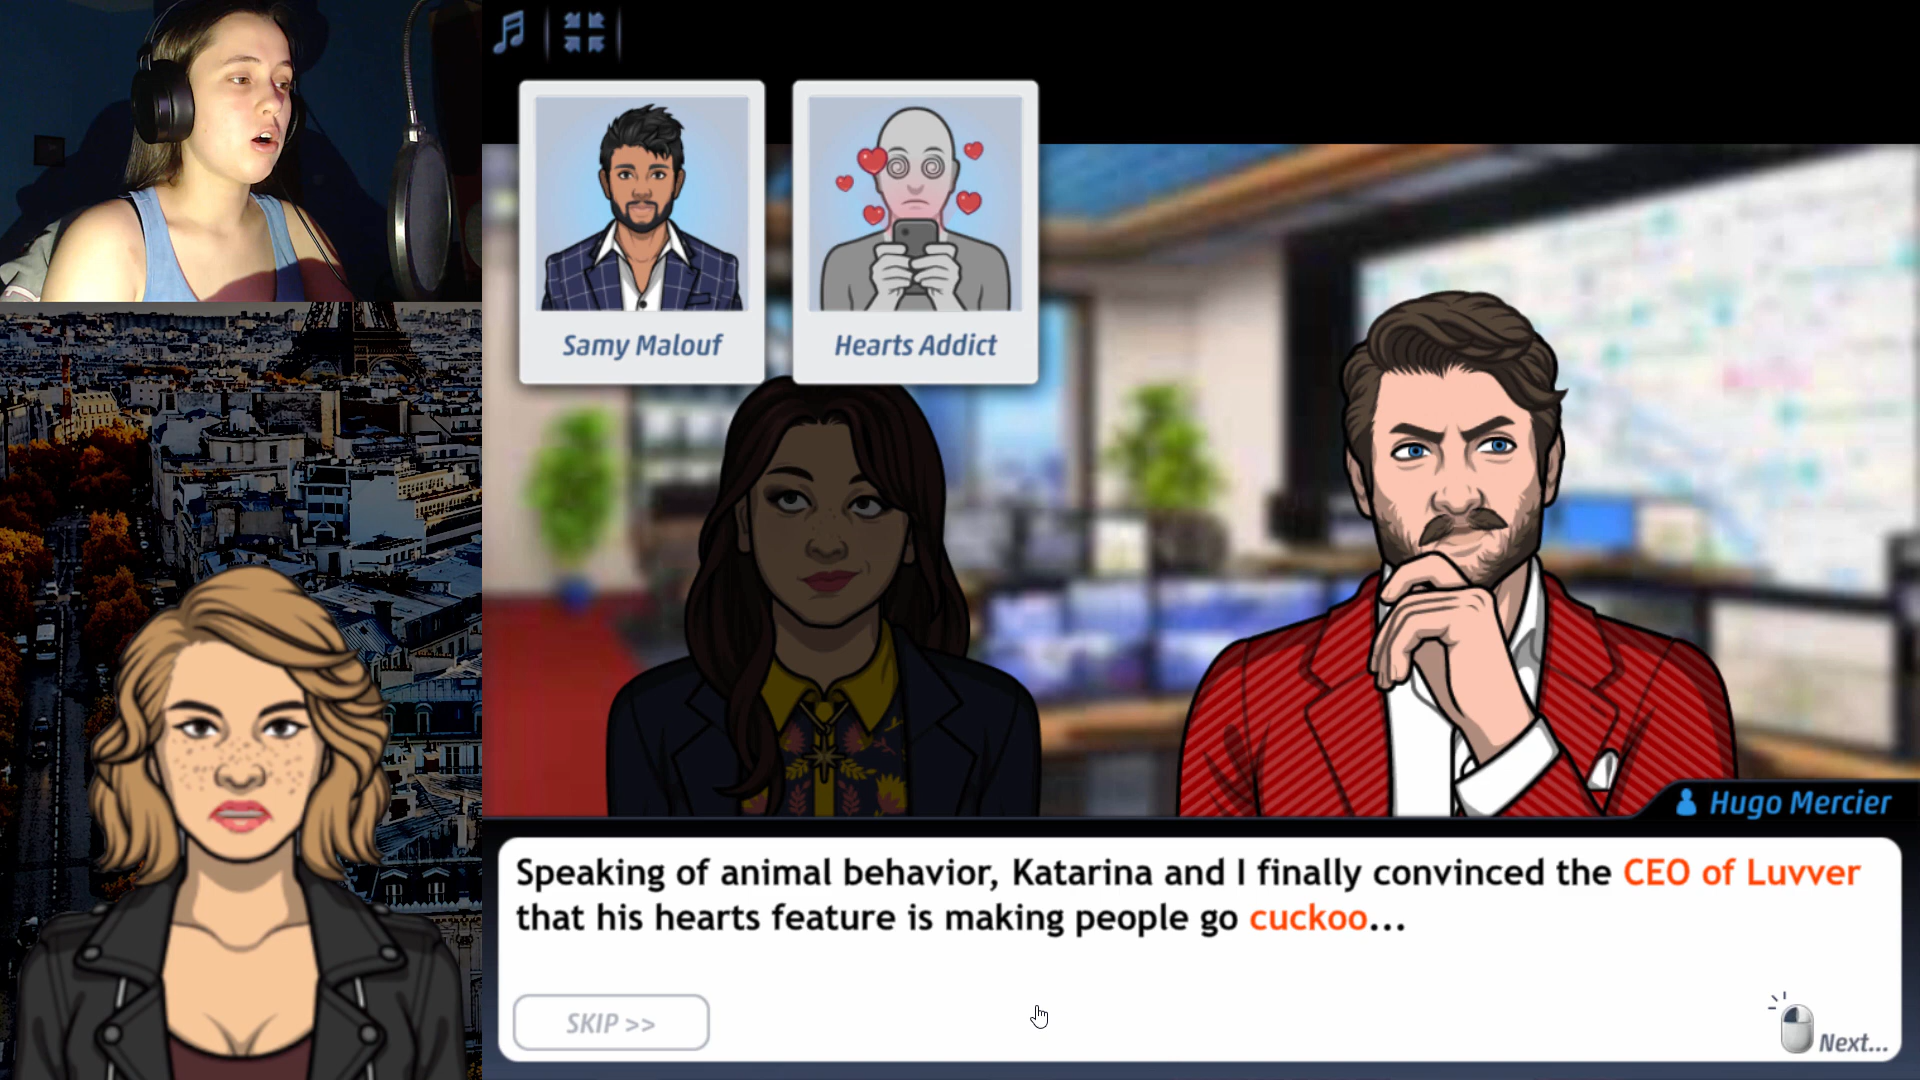 Samy Malouf
Hearts Addict
Hugo Mercier
Speaking of animal behavior, Katarina and I finally convinced the CEO of Luvver
that his hearts feature is making people go cuckoo...
SKIP >>
Next...